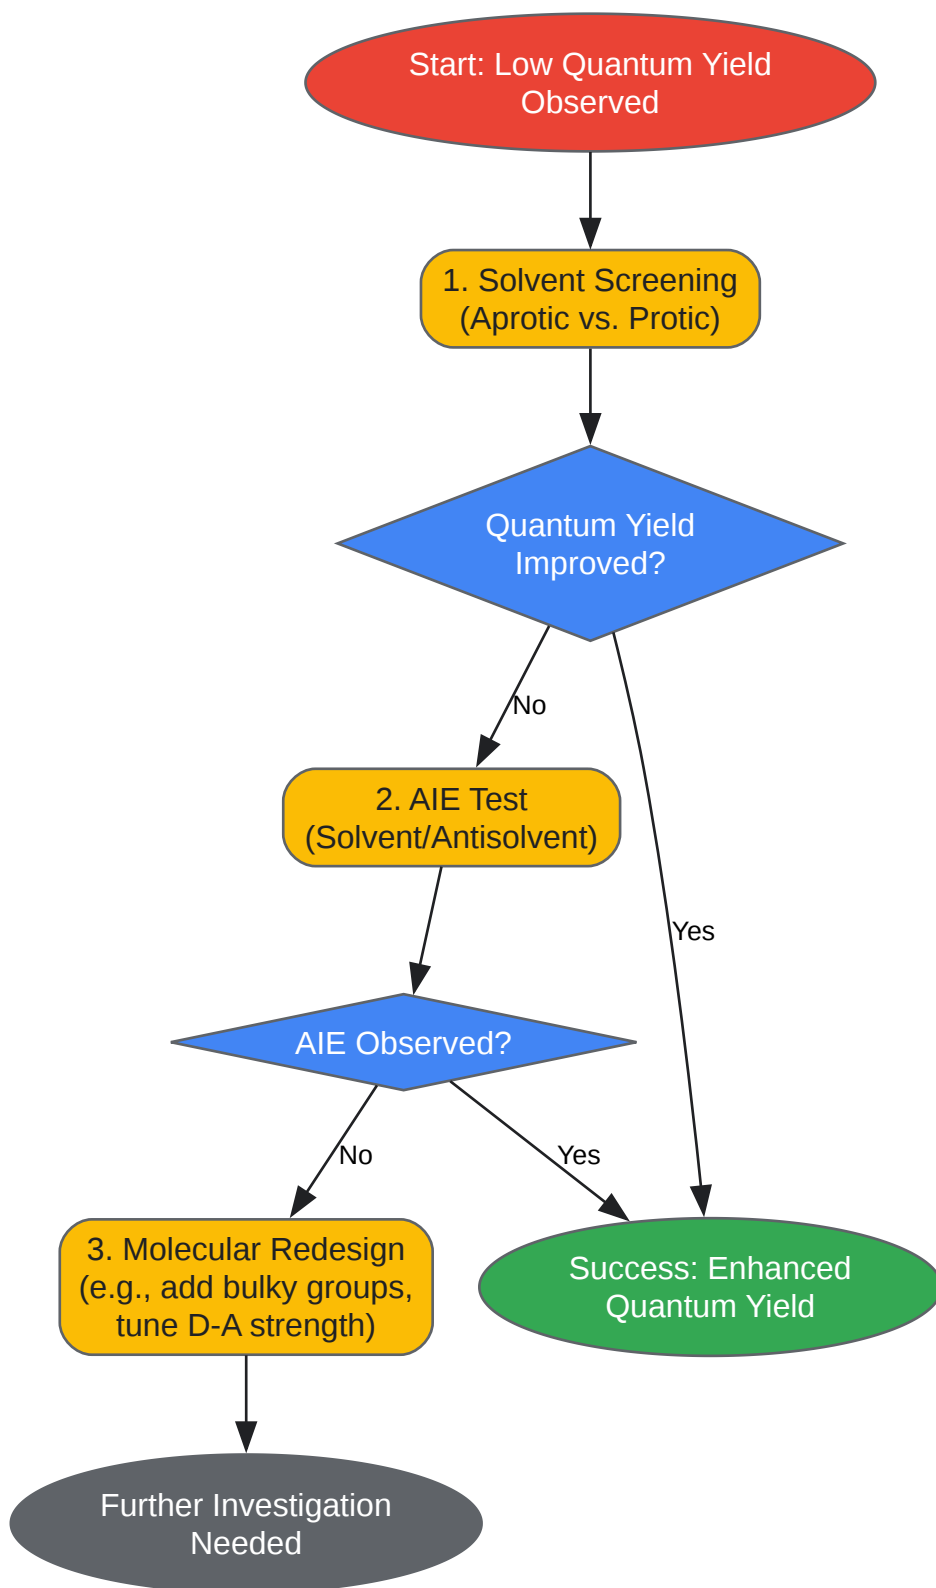 Start: Low Quantum Yield
Observed
1. Solvent Screening
(Aprotic vs. Protic)
Quantum Yield
Improved?
No
2. AIE Test
(Solvent/Antisolvent)
Yes
AIE Observed?
No
Yes
3. Molecular Redesign
(e.g., add bulky groups,
tune D-A strength)
Success: Enhanced
Quantum Yield
Further Investigation
Needed